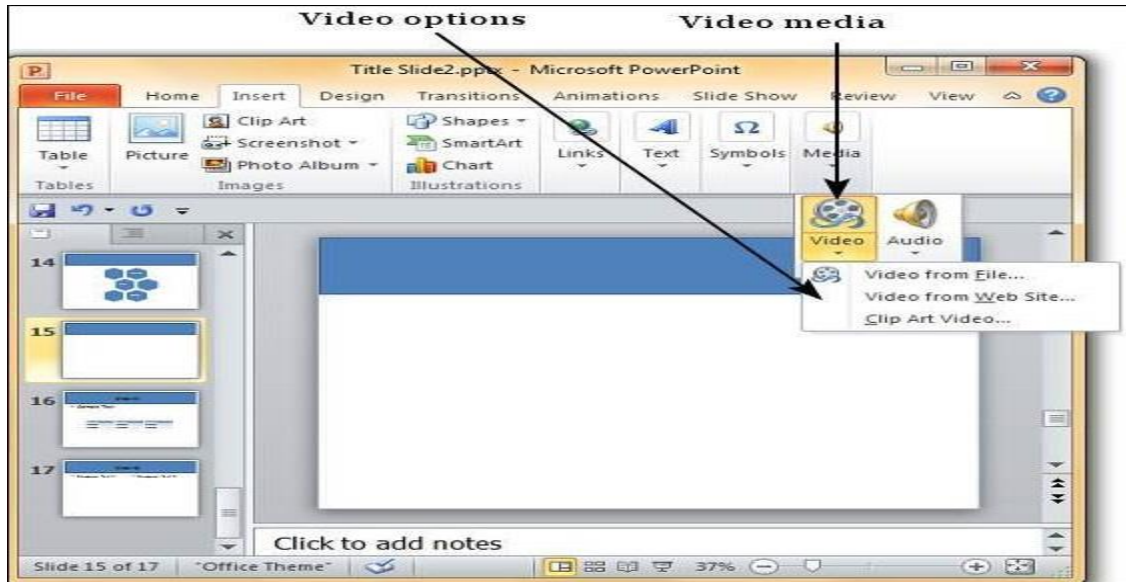 Video options Video media
Title Slide2.pptx - Microsoft PowerPoint
File Home Insert Design Transitions Animations Slide Show Review View
Clip Art Shapes
Screenshot SmartArt
Table Picture Photo Album Chart Links Text Symbols Media
Tables Images Illustrations
Video Audio
Video from File...
Video from Web Site...
Clip Art Video...
14
15
16
17
Click to add notes
Slide 15 of 17 "Office Theme" 37%